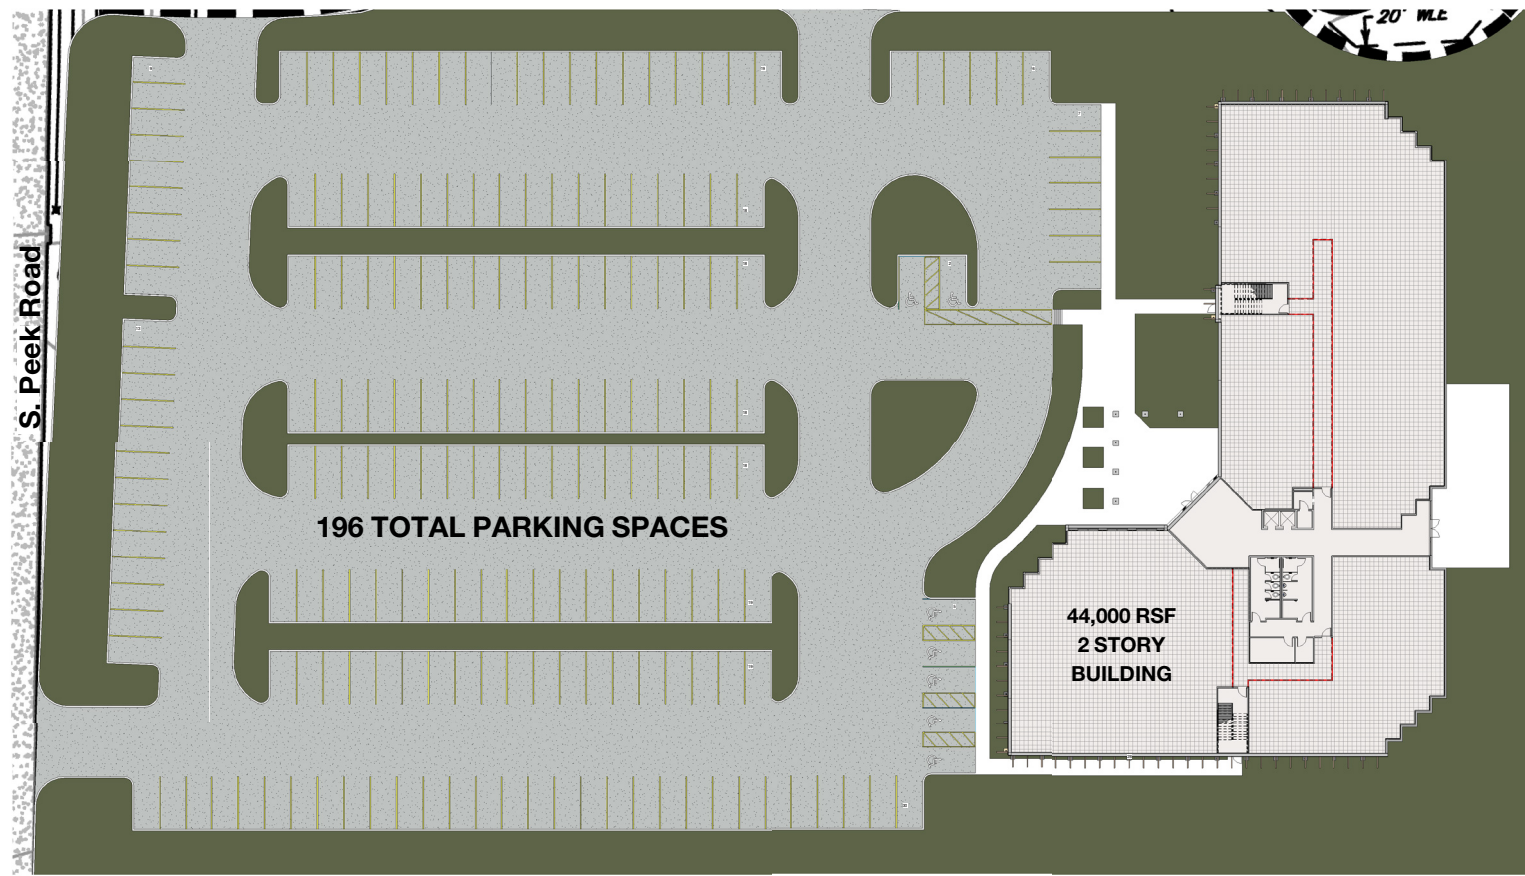 20' WLE
S. Peek Road
196 TOTAL PARKING SPACES
44,000 RSF
2 STORY
BUILDING